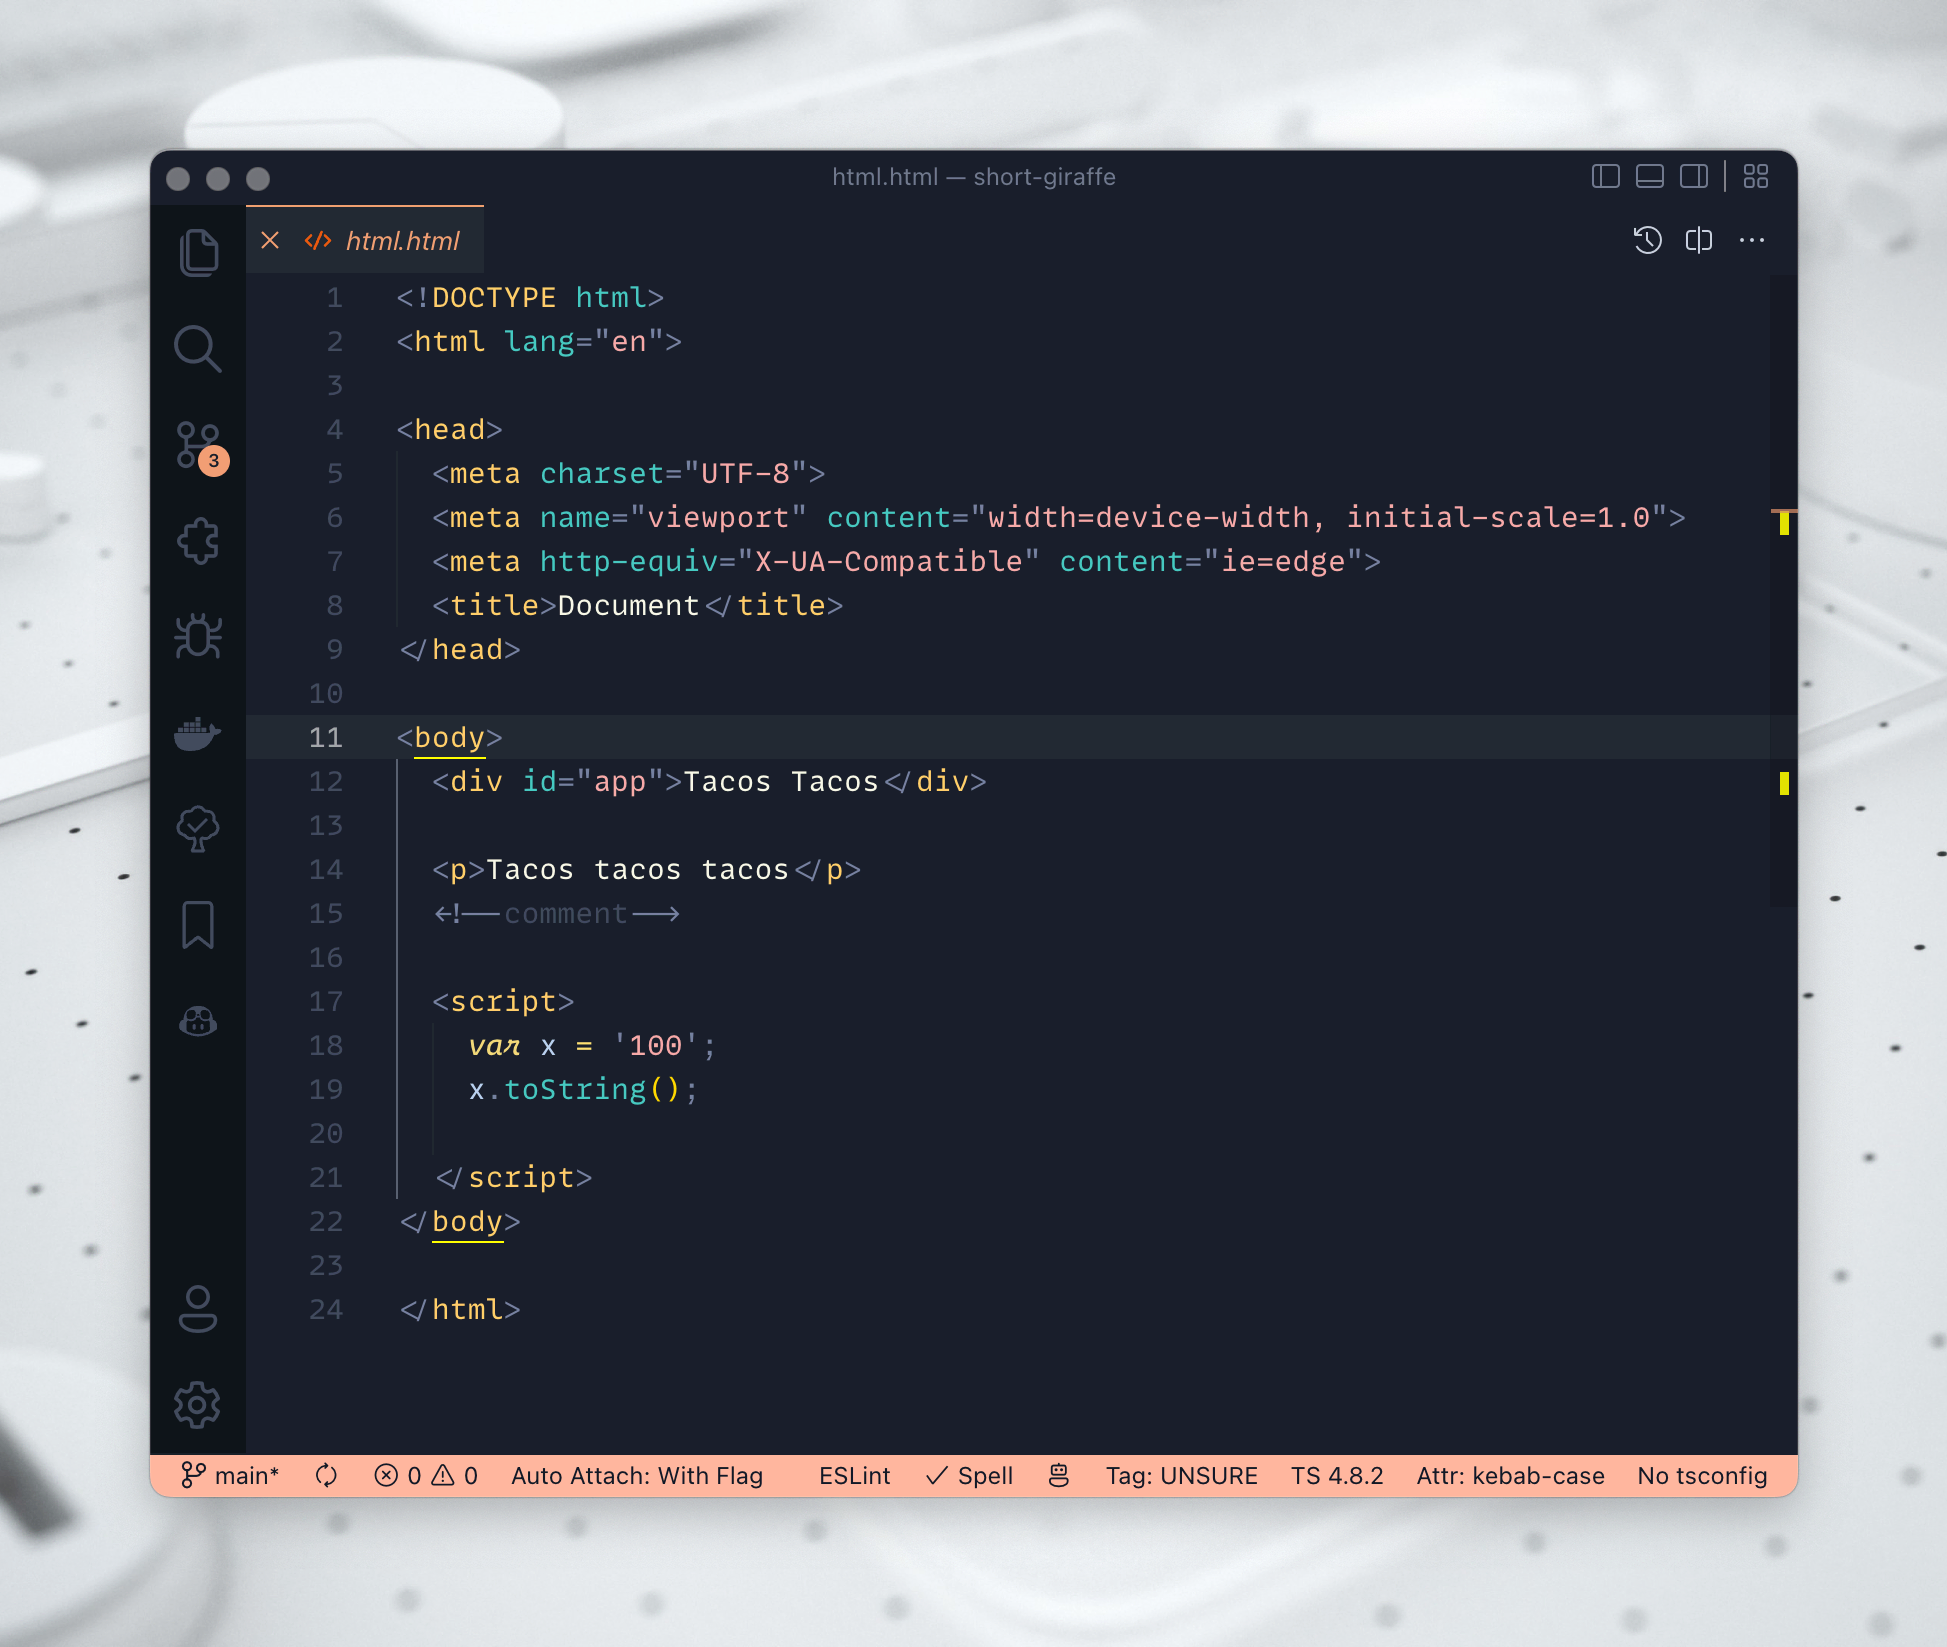 html.html — short-giraffe
html.html
1 <!DOCTYPE html>
2 <html lang="en">
3
4 <head>
5 <meta charset="UTF-8">
6 <meta name="viewport" content="width=device-width, initial-scale=1.0">
7 <meta http-equiv="X-UA-Compatible" content="ie=edge">
8 <title>Document</title>
9 </head>
10
11 <body>
12 <div id="app">Tacos Tacos</div>
13
14 <p>Tacos tacos tacos</p>
15 <!--comment-->
16
17 <script>
18 var x = '100';
19 x.toString();
20
21 </script>
22 </body>
23
24 </html>
3
main* 0 0 Auto Attach: With Flag ESLint Spell Tag: UNSURE TS 4.8.2 Attr: kebab-case No tsconfig